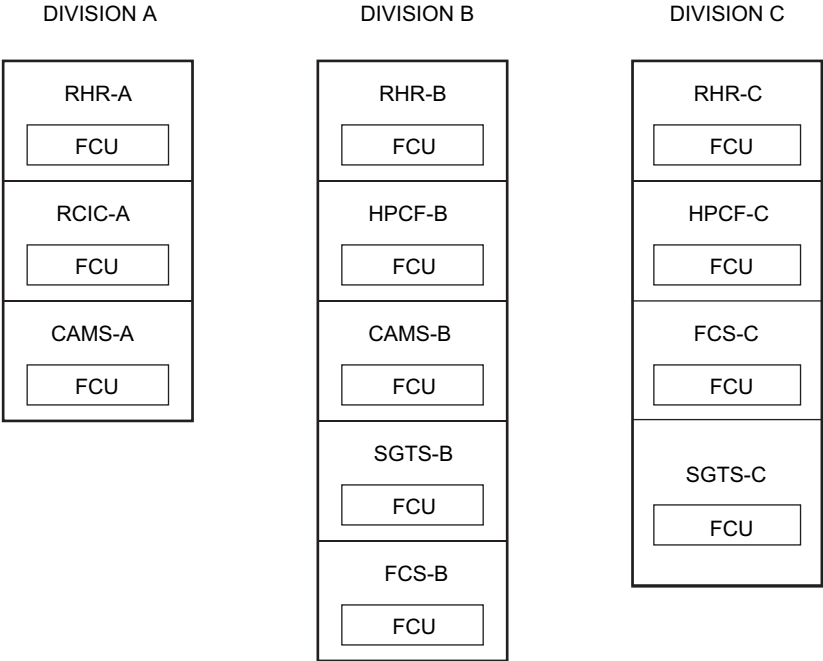 DIVISION A
RHR-A
FCU
RCIC-A
FCU
CAMS-A
FCU
DIVISION B
RHR-B
FCU
HPCF-B
FCU
CAMS-B
FCU
SGTS-B
FCU
FCS-B
FCU
DIVISION C
RHR-C
FCU
HPCF-C
FCU
FCS-C
FCU
SGTS-C
FCU